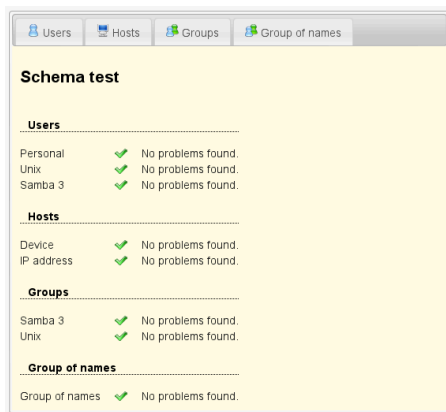 Users Hosts Groups Group of names
Schema test
Users
Personal No problems found.
Unix No problems found.
Samba 3 No problems found.
Hosts
Device No problems found.
IP address No problems found.
Groups
Samba 3 No problems found.
Unix No problems found.
Group of names
Group of names No problems found.